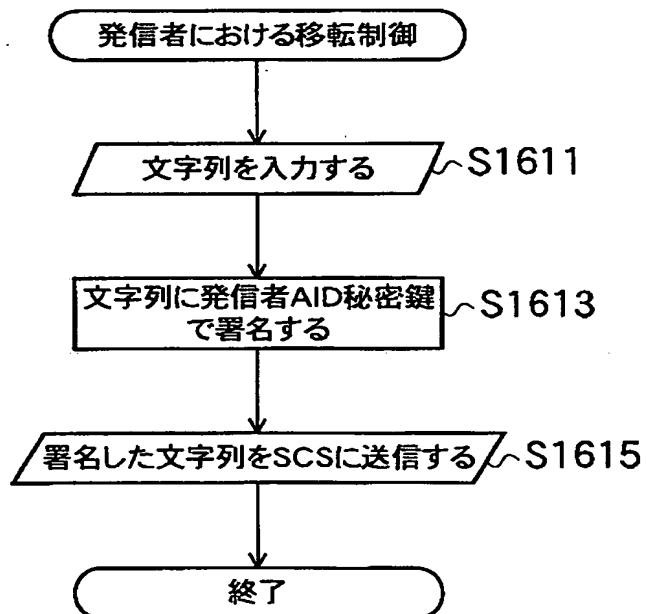 発信者における移転制御
文字列を入力する S1611
文字列に発信者AID秘密鍵
で署名する S1613
署名した文字列をSCSに送信する S1615
終了